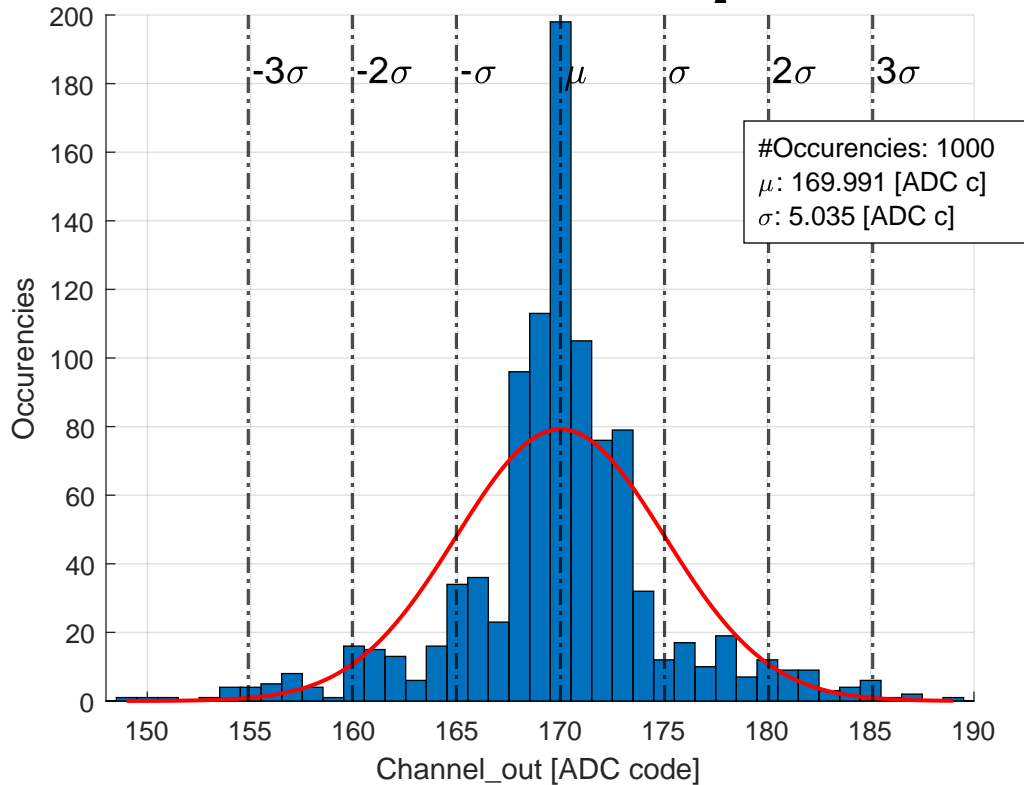 200
180
160
140
120
100
80
60
40
20
0
Occurencies
-3σ -2σ -σ μ σ 2σ 3σ
#Occurencies: 1000
μ: 169.991 [ADC c]
σ: 5.035 [ADC c]
150 155 160 165 170 175 180 185 190
Channel_out [ADC code]